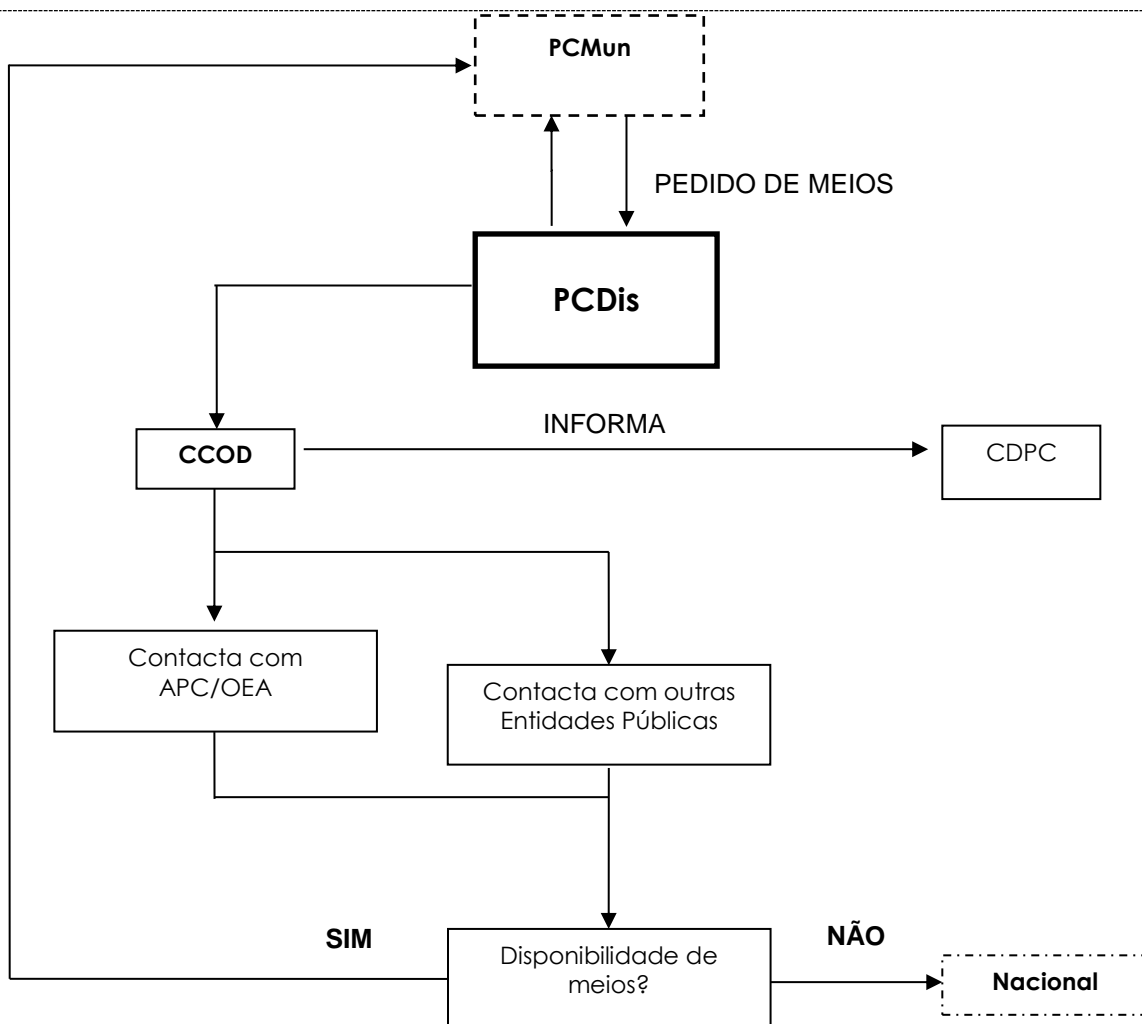 PCMun
PEDIDO DE MEIOS
PCDis
INFORMA
CCOD
CDPC
Contacta com
APC/OEA
Contacta com outras
Entidades Públicas
SIM
NÃO
Disponibilidade de
meios?
Nacional